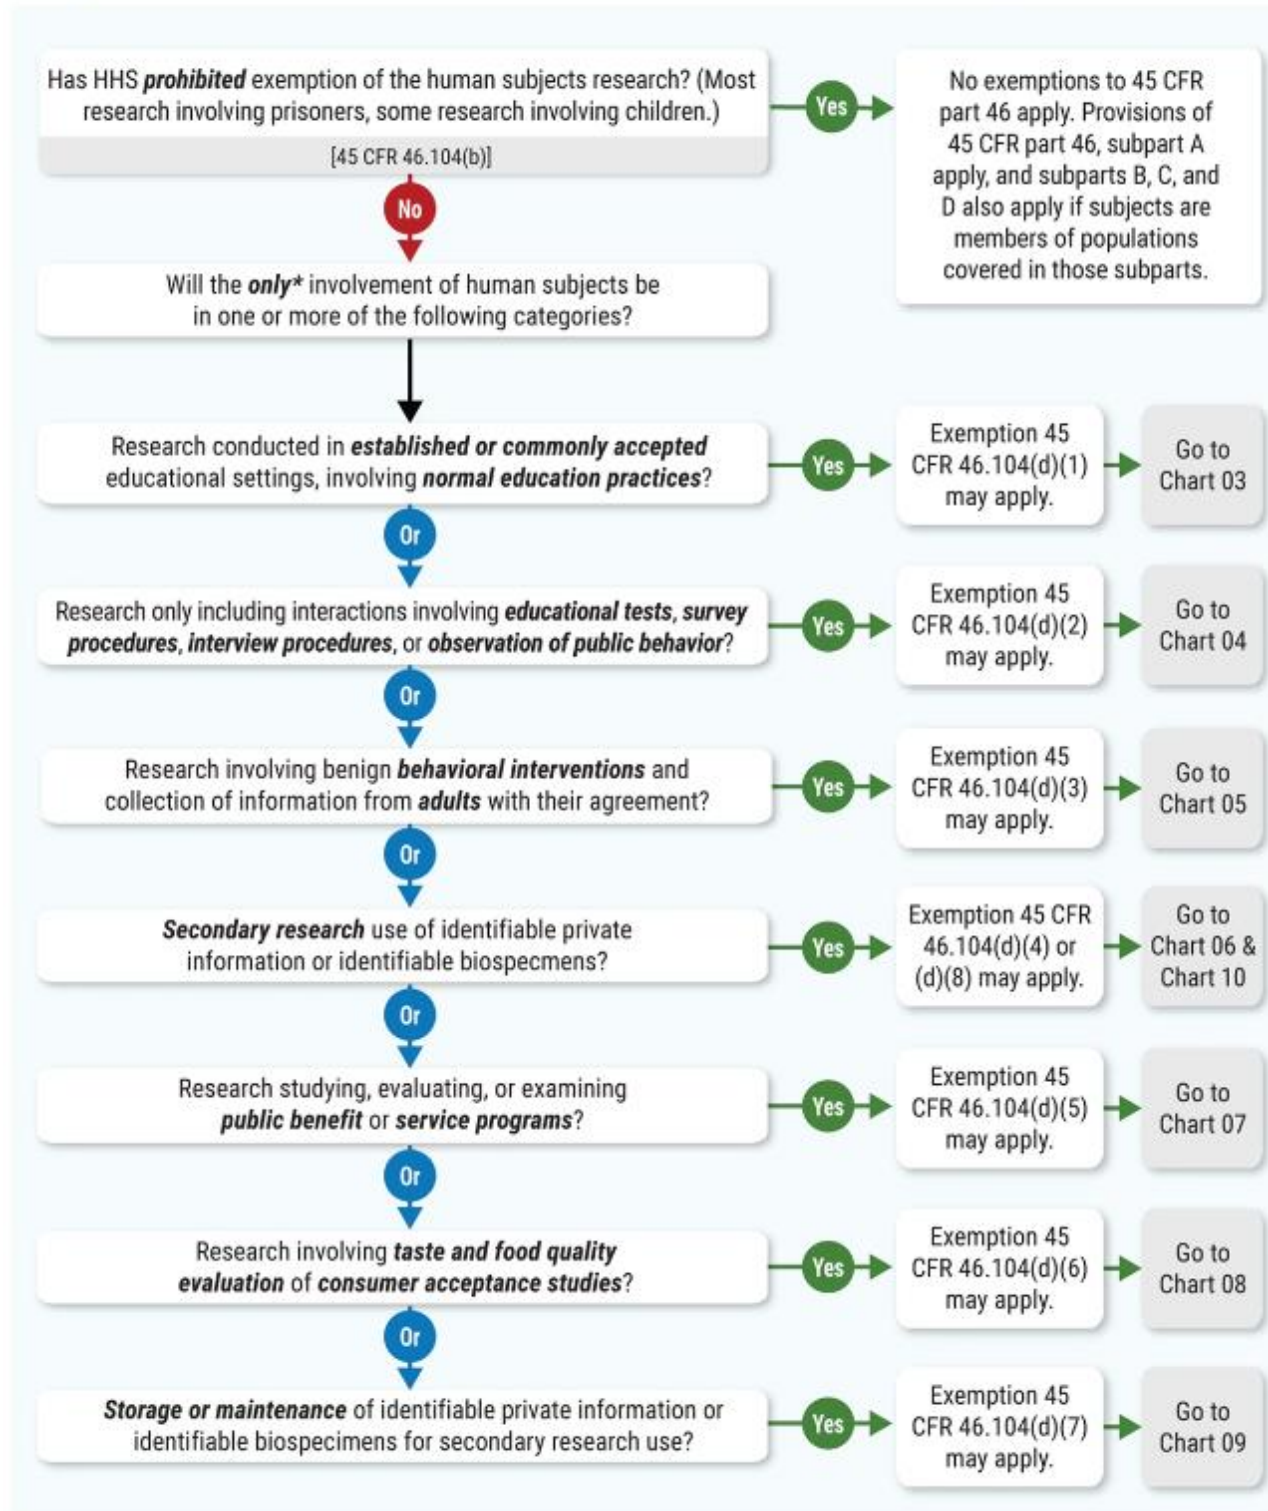 Has HHS prohibited exemption of the human subjects research? (Most
research involving prisoners, some research involving children.)
[45 CFR 46.104(b)]
Yes
No exemptions to 45 CFR
part 46 apply. Provisions of
45 CFR part 46, subpart A
apply, and subparts B, C, and
D also apply if subjects are
members of populations
covered in those subparts.
No
Will the only* involvement of human subjects be
in one or more of the following categories?
Research conducted in established or commonly accepted
educational settings, involving normal education practices?
Yes
Exemption 45
CFR 46.104(d)(1)
may apply.
Go to
Chart 03
Or
Research only including interactions involving educational tests, survey
procedures, interview procedures, or observation of public behavior?
Yes
Exemption 45
CFR 46.104(d)(2)
may apply.
Go to
Chart 04
Or
Research involving benign behavioral interventions and
collection of information from adults with their agreement?
Yes
Exemption 45
CFR 46.104(d)(3)
may apply.
Go to
Chart 05
Or
Secondary research use of identifiable private
information or identifiable biospecmens?
Yes
Exemption 45 CFR
46.104(d)(4) or
(d)(8) may apply.
Go to
Chart 06 &
Chart 10
Or
Research studying, evaluating, or examining
public benefit or service programs?
Yes
Exemption 45
CFR 46.104(d)(5)
may apply.
Go to
Chart 07
Or
Research involving taste and food quality
evaluation of consumer acceptance studies?
Yes
Exemption 45
CFR 46.104(d)(6)
may apply.
Go to
Chart 08
Or
Storage or maintenance of identifiable private information or
identifiable biospecimens for secondary research use?
Yes
Exemption 45
CFR 46.104(d)(7)
may apply.
Go to
Chart 09